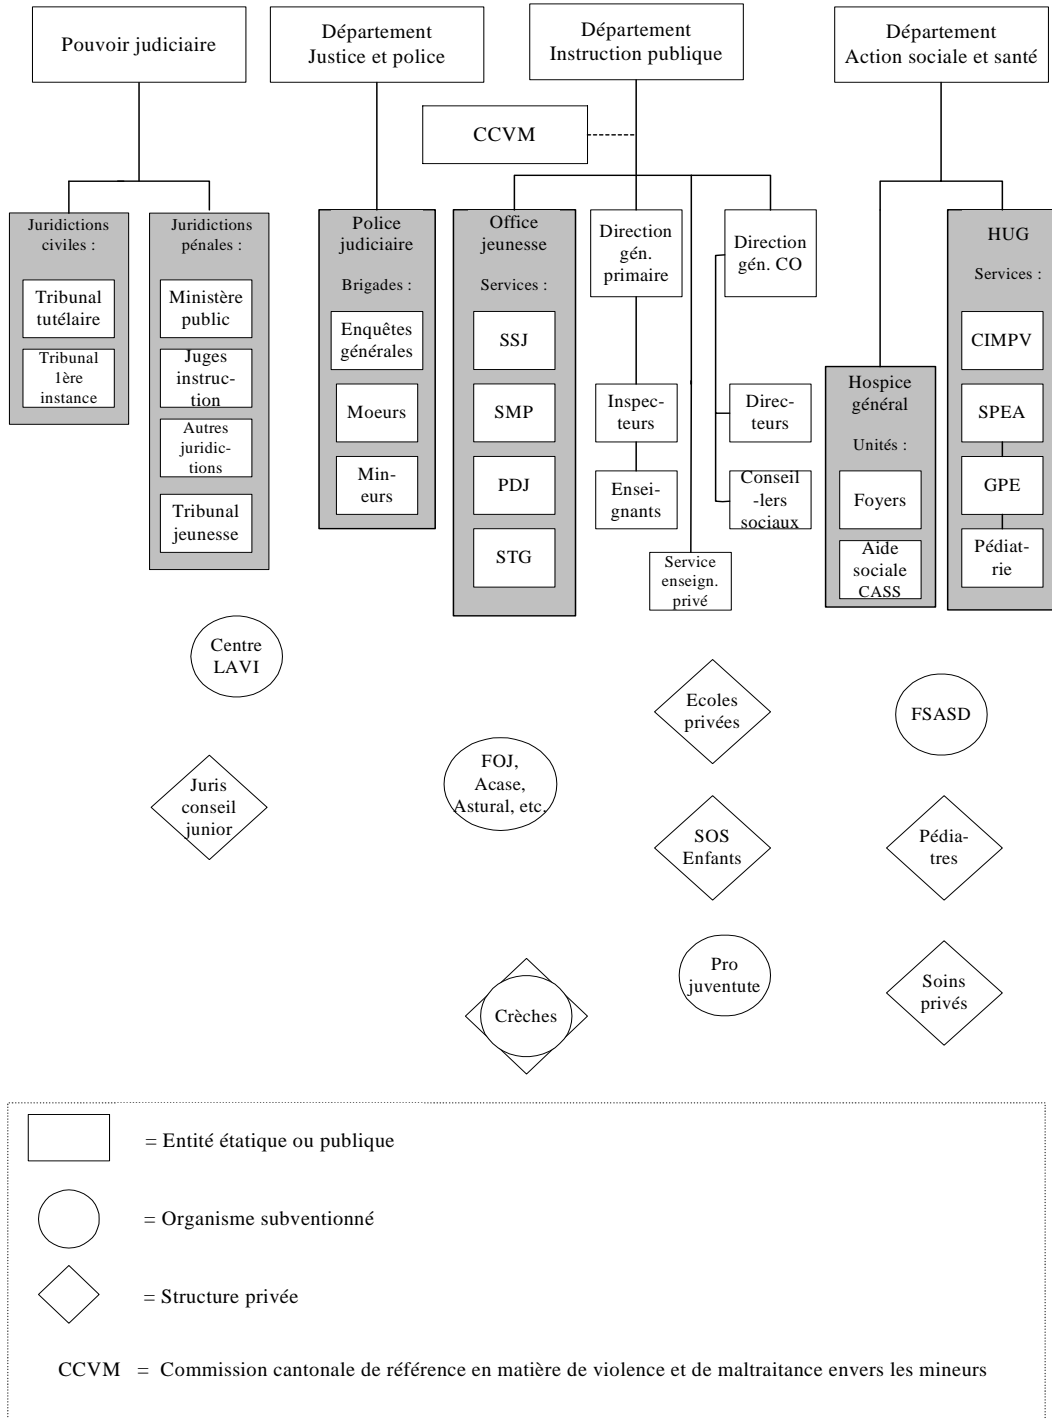 Pouvoir judiciaire
Département
Justice et police
Département
Instruction publique
Département
Action sociale et santé
CCVM
Juridictions
civiles :
Tribunal
tutélaire
Tribunal
1ère
instance
Juridictions
pénales :
Ministère
public
Juges
instruc-
tion
Autres
juridic-
tions
Tribunal
jeunesse
Police
judiciaire
Brigades :
Enquêtes
générales
Moeurs
Min-
eurs
Office
jeunesse
Services :
SSJ
SMP
PDJ
STG
Direction
gén.
primaire
Inspec-
teurs
Ensei-
gnants
Service
enseign.
privé
Direction
gén. CO
Direc-
teurs
Conseil
-lers
sociaux
Hospice
général
Unités :
Foyers
Aide
sociale
CASS
HUG
Services :
CIMPV
SPEA
GPE
Pédiat-
rie
Centre
LAVI
Juris
conseil
junior
FOJ,
Acase,
Astural, etc.
Crèches
Ecoles
privées
SOS
Enfants
Pro
juventute
FSASD
Pédia-
tres
Soins
privés
= Entité étatique ou publique
= Organisme subventionné
= Structure privée
CCVM = Commission cantonale de référence en matière de violence et de maltraitance envers les mineurs